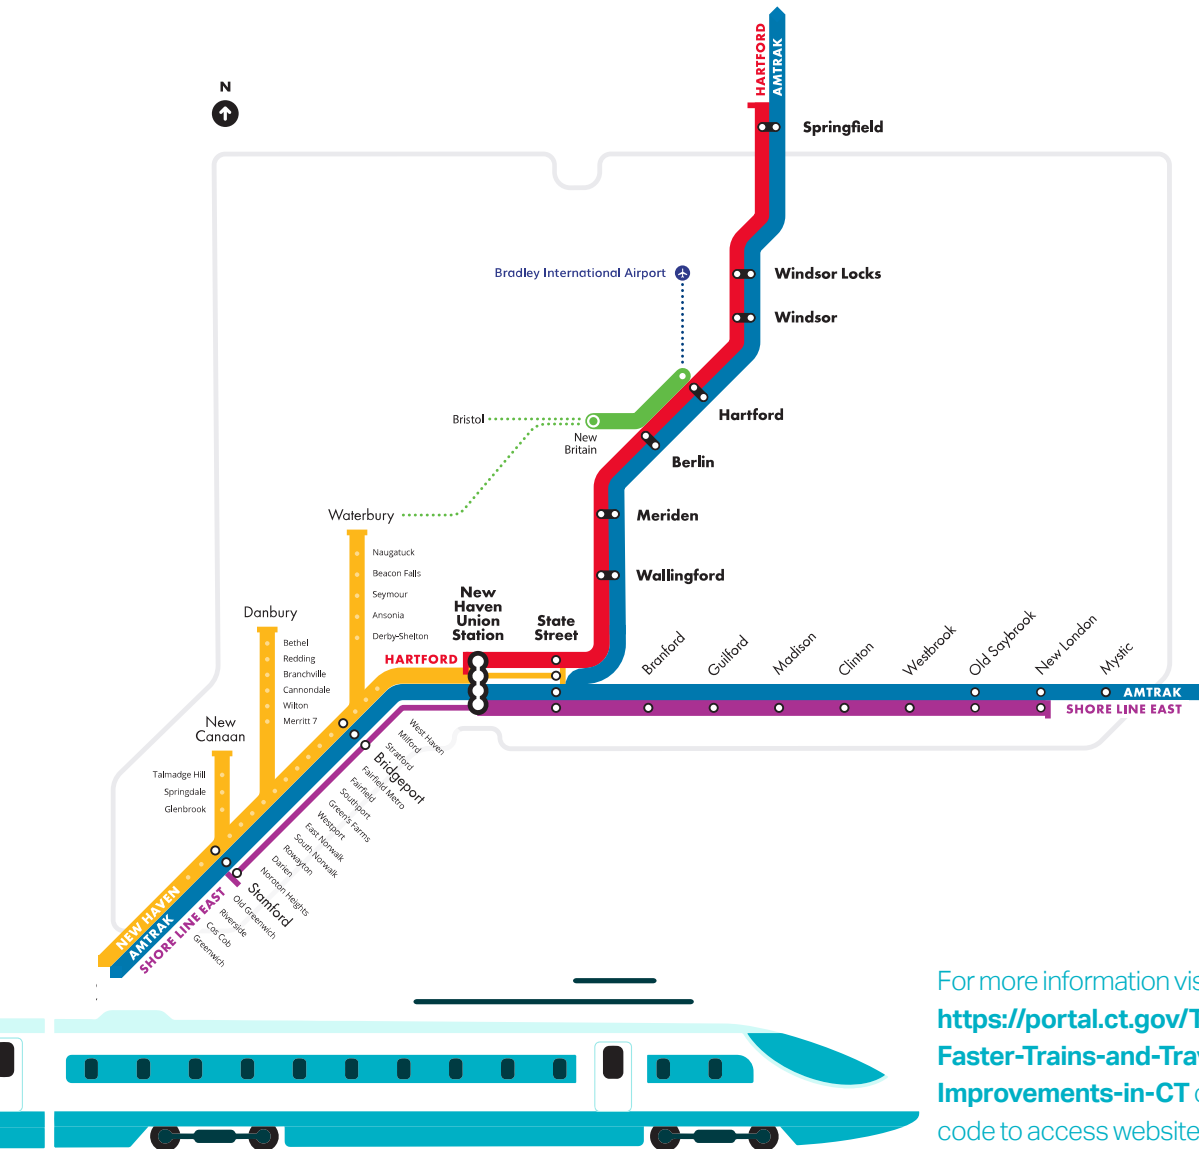 HARTFORD
AMTRAK
N
Springfield
Bradley International Airport
Windsor Locks
Windsor
Hartford
Bristol
New
Britain
Berlin
Waterbury
Meriden
Naugatuck
Beacon Falls
Seymour
Ansonia
Derby-Shelton
Wallingford
New
Haven
Union
Station
State
Street
Danbury
Bethel
Redding
Branchville
Cannondale
Wilton
Merritt 7
HARTFORD
Branford
Guilford
Madison
Clinton
Westbrook
Old Saybrook
New London
Mystic
AMTRAK
SHORE LINE EAST
New
Canaan
Talmadge Hill
Springdale
Glenbrook
West Haven
Milford
Stratford
Bridgeport
Fairfield Metro
Fairfield
Southport
Green's Farms
Westport
East Norwalk
South Norwalk
Rowayton
Darien
Noroton Heights
Stamford
Old Greenwich
Riverside
Cos Cob
Greenwich
NEW HAVEN
AMTRAK
SHORE LINE EAST
For more information vis
https://portal.ct.gov/T
Faster-Trains-and-Trav
Improvements-in-CT
code to access website